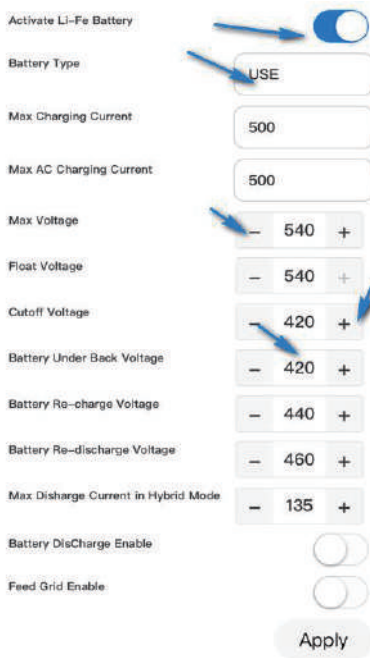 Activate Li-Fe Battery
Battery Type
USE
Max Charging Current
500
Max AC Charging Current
500
Max Voltage
– 540 +
Float Voltage
– 540 +
Cutoff Voltage
– 420 +
Battery Under Back Voltage
– 420 +
Battery Re-charge Voltage
– 440 +
Battery Re-discharge Voltage
– 460 +
Max Disharge Current in Hybrid Mode
– 135 +
Battery DisCharge Enable
Feed Grid Enable
Apply